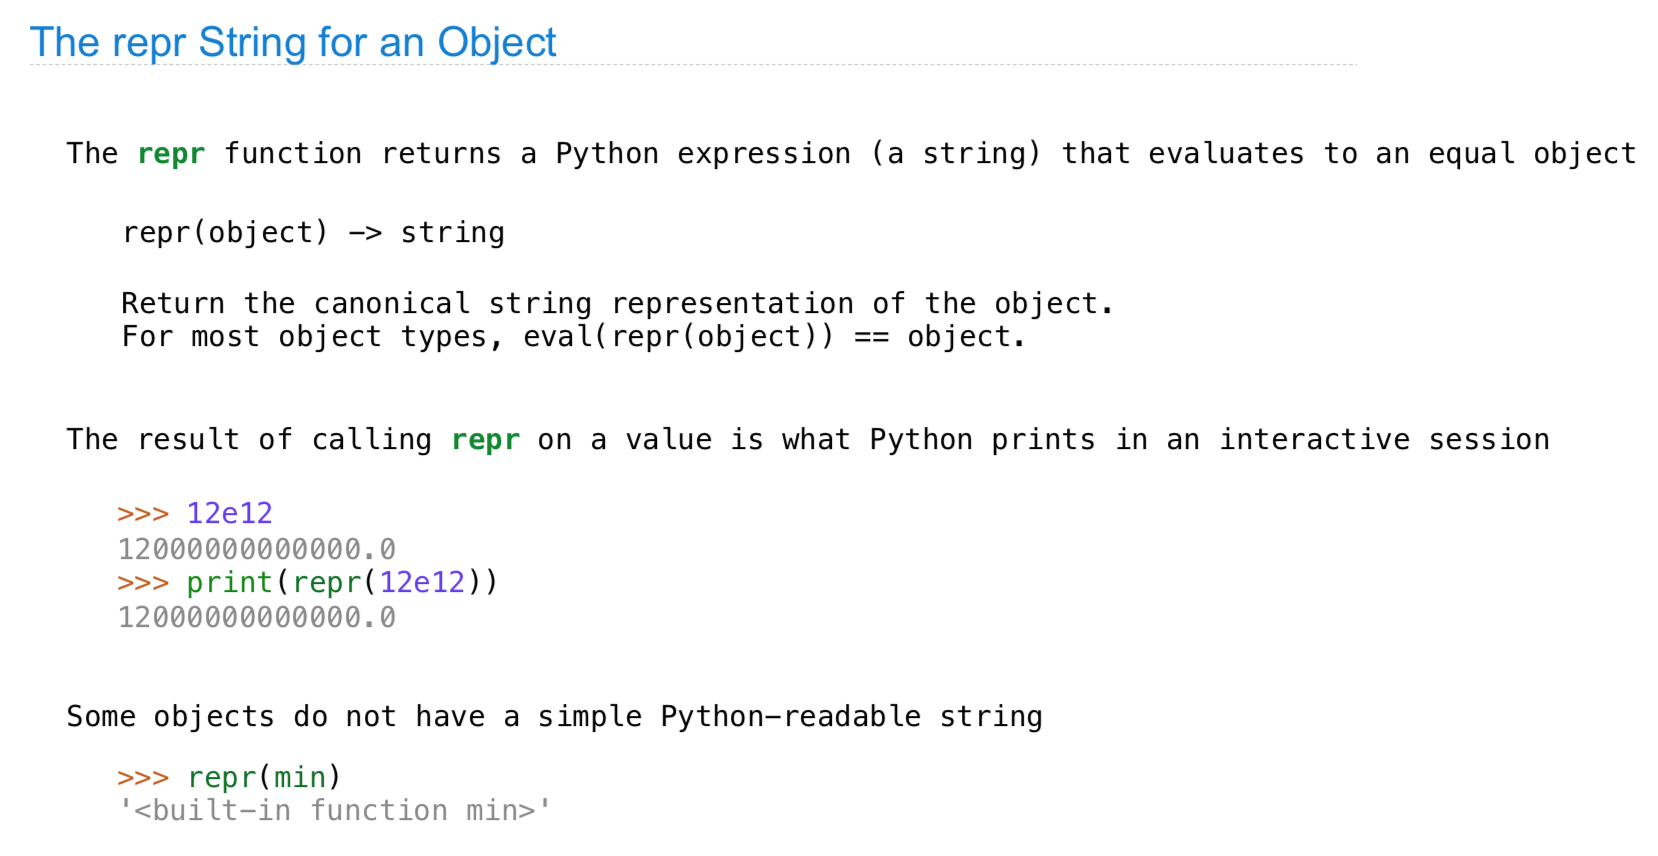 The repr String for an Object
The repr function returns a Python expression (a string) that evaluates to an equal object
repr(object) -> string
Return the canonical string representation of the object.
For most object types, eval(repr(object)) == object.
The result of calling repr on a value is what Python prints in an interactive session
>>> 12e12
12000000000000.0
>>> print(repr(12e12))
12000000000000.0
Some objects do not have a simple Python-readable string
>>> repr(min)
'<built-in function min>'